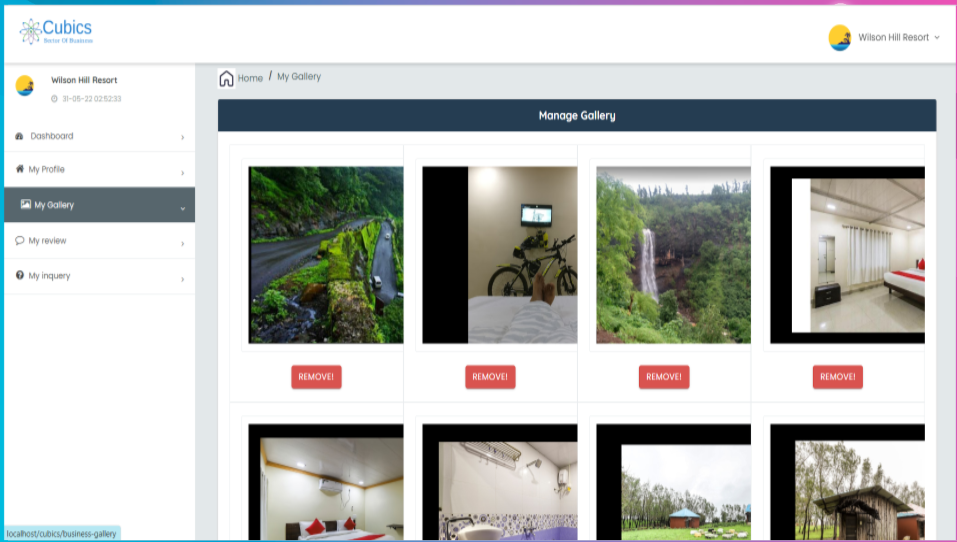 Cubics
Sector Of Business
Wilson Hill Resort
Wilson Hill Resort
31-05-22 02:52:33
Home / My Gallery
Dashboard
My Profile
My Gallery
My review
My inquery
Manage Gallery
REMOVE! REMOVE! REMOVE! REMOVE!
localhost/cubics/business-gallery